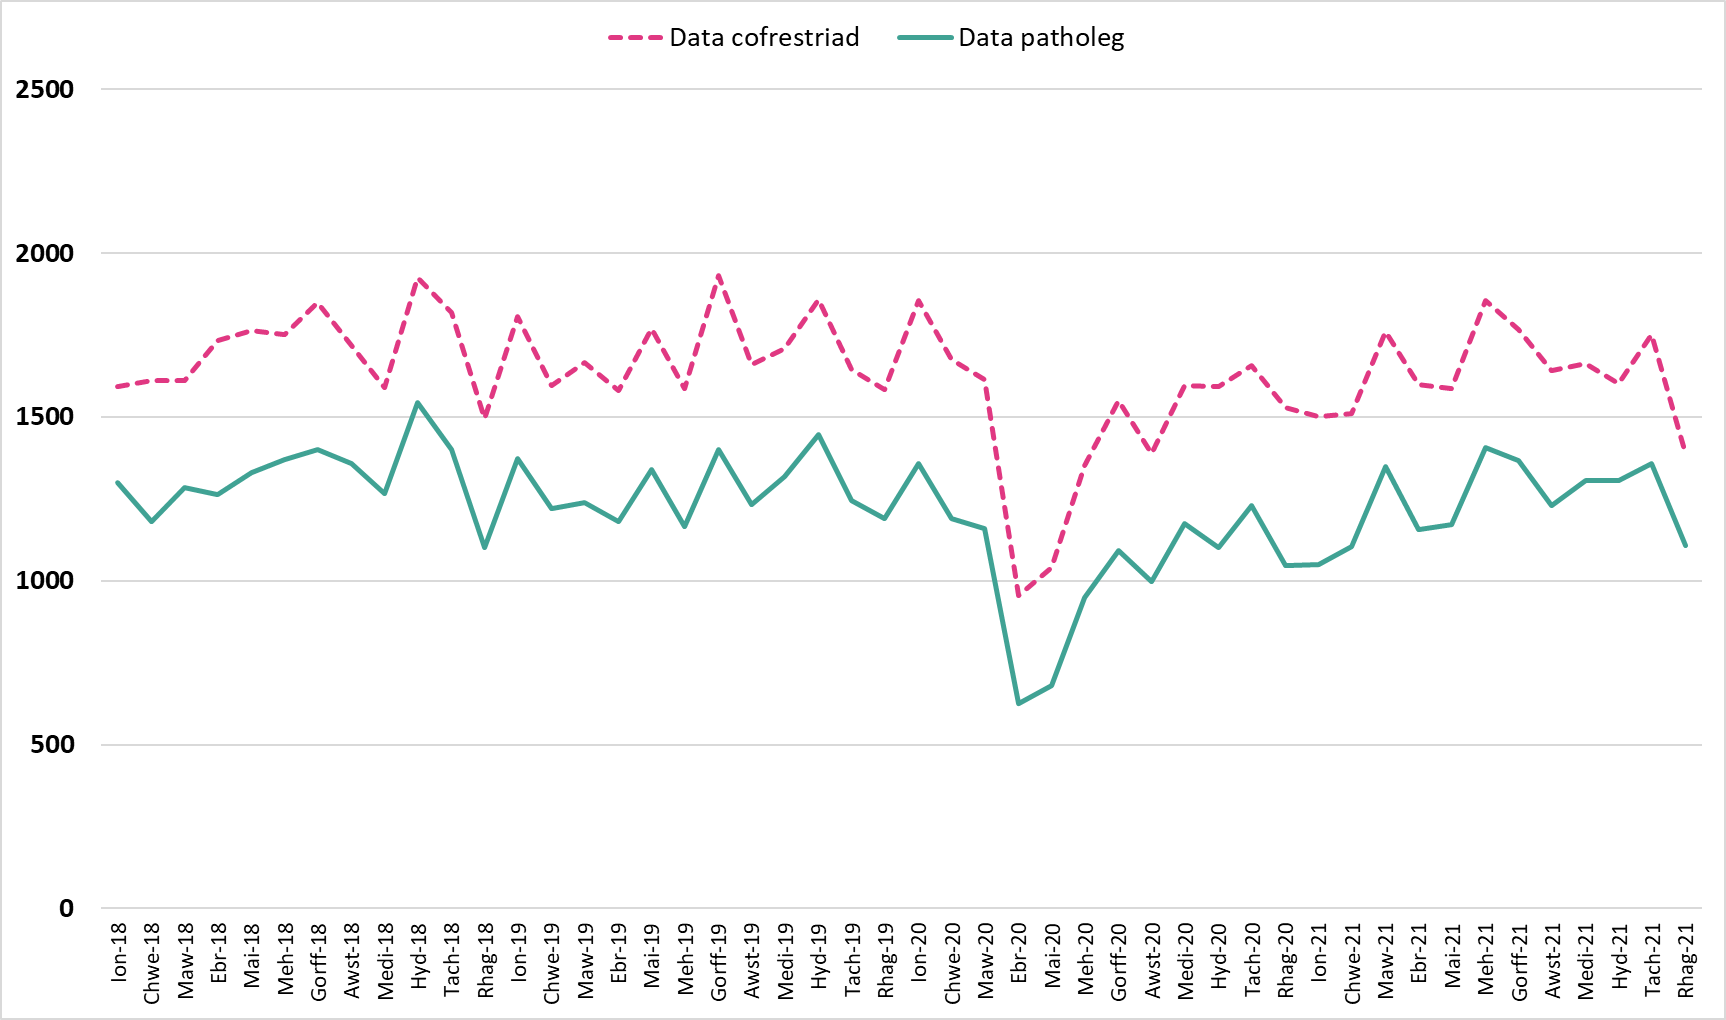 Data cofrestriad Data patholeg
2500
2000
1500
1000
500
0
Ion-18
Chwe-18
Maw-18
Ebr-18
Mai-18
Meh-18
Gorff-18
Awst-18
Medi-18
Hyd-18
Tach-18
Rhag-18
Ion-19
Chwe-19
Maw-19
Ebr-19
Mai-19
Meh-19
Gorff-19
Awst-19
Medi-19
Hyd-19
Tach-19
Rhag-19
Ion-20
Chwe-20
Maw-20
Ebr-20
Mai-20
Meh-20
Gorff-20
Awst-20
Medi-20
Hyd-20
Tach-20
Rhag-20
Ion-21
Chwe-21
Maw-21
Ebr-21
Mai-21
Meh-21
Gorff-21
Awst-21
Medi-21
Hyd-21
Tach-21
Rhag-21